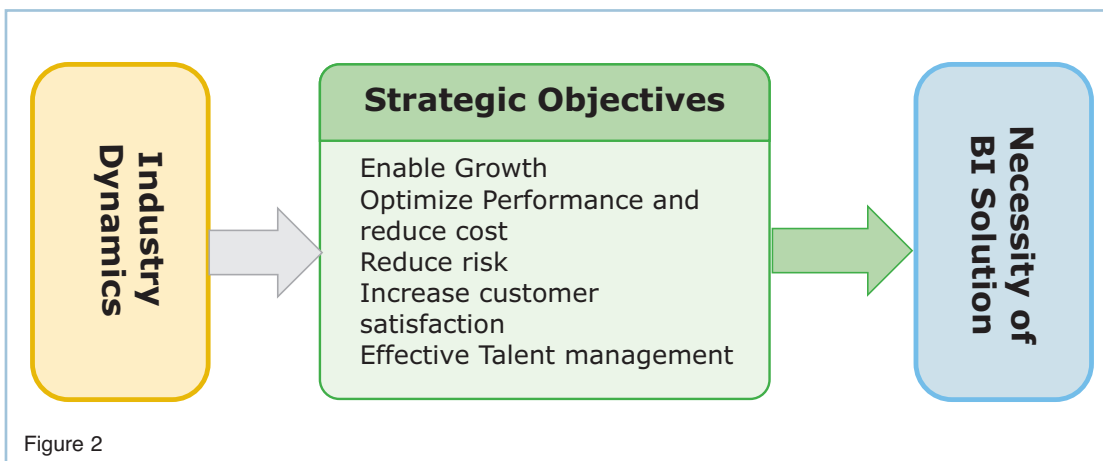 Industry
Dynamics
Strategic Objectives
Enable Growth
Optimize Performance and
reduce cost
Reduce risk
Increase customer
satisfaction
Effective Talent management
Necessity of
BI Solution
Figure 2